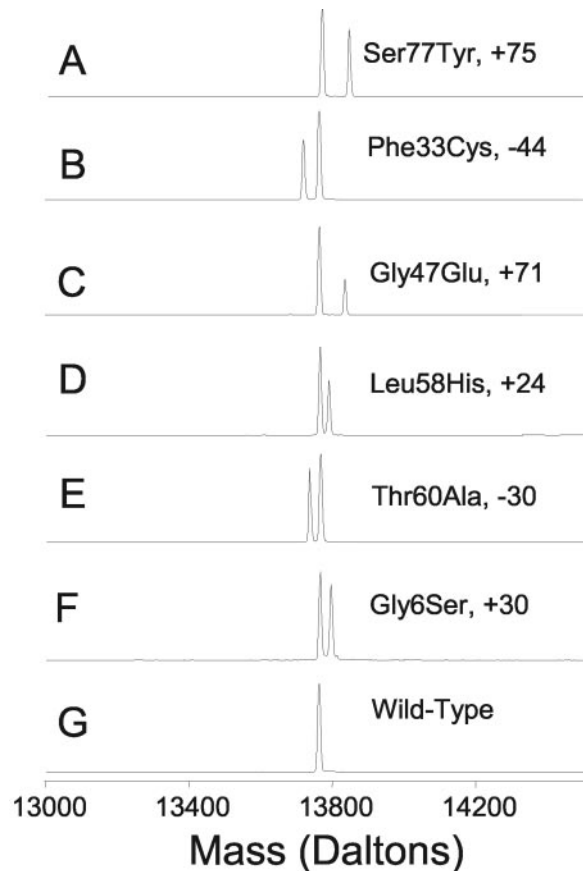 A Ser77Tyr, +75
B Phe33Cys, -44
C Gly47Glu, +71
D Leu58His, +24
E Thr60Ala, -30
F Gly6Ser, +30
G Wild-Type
13000 13400 13800 14200
Mass (Daltons)